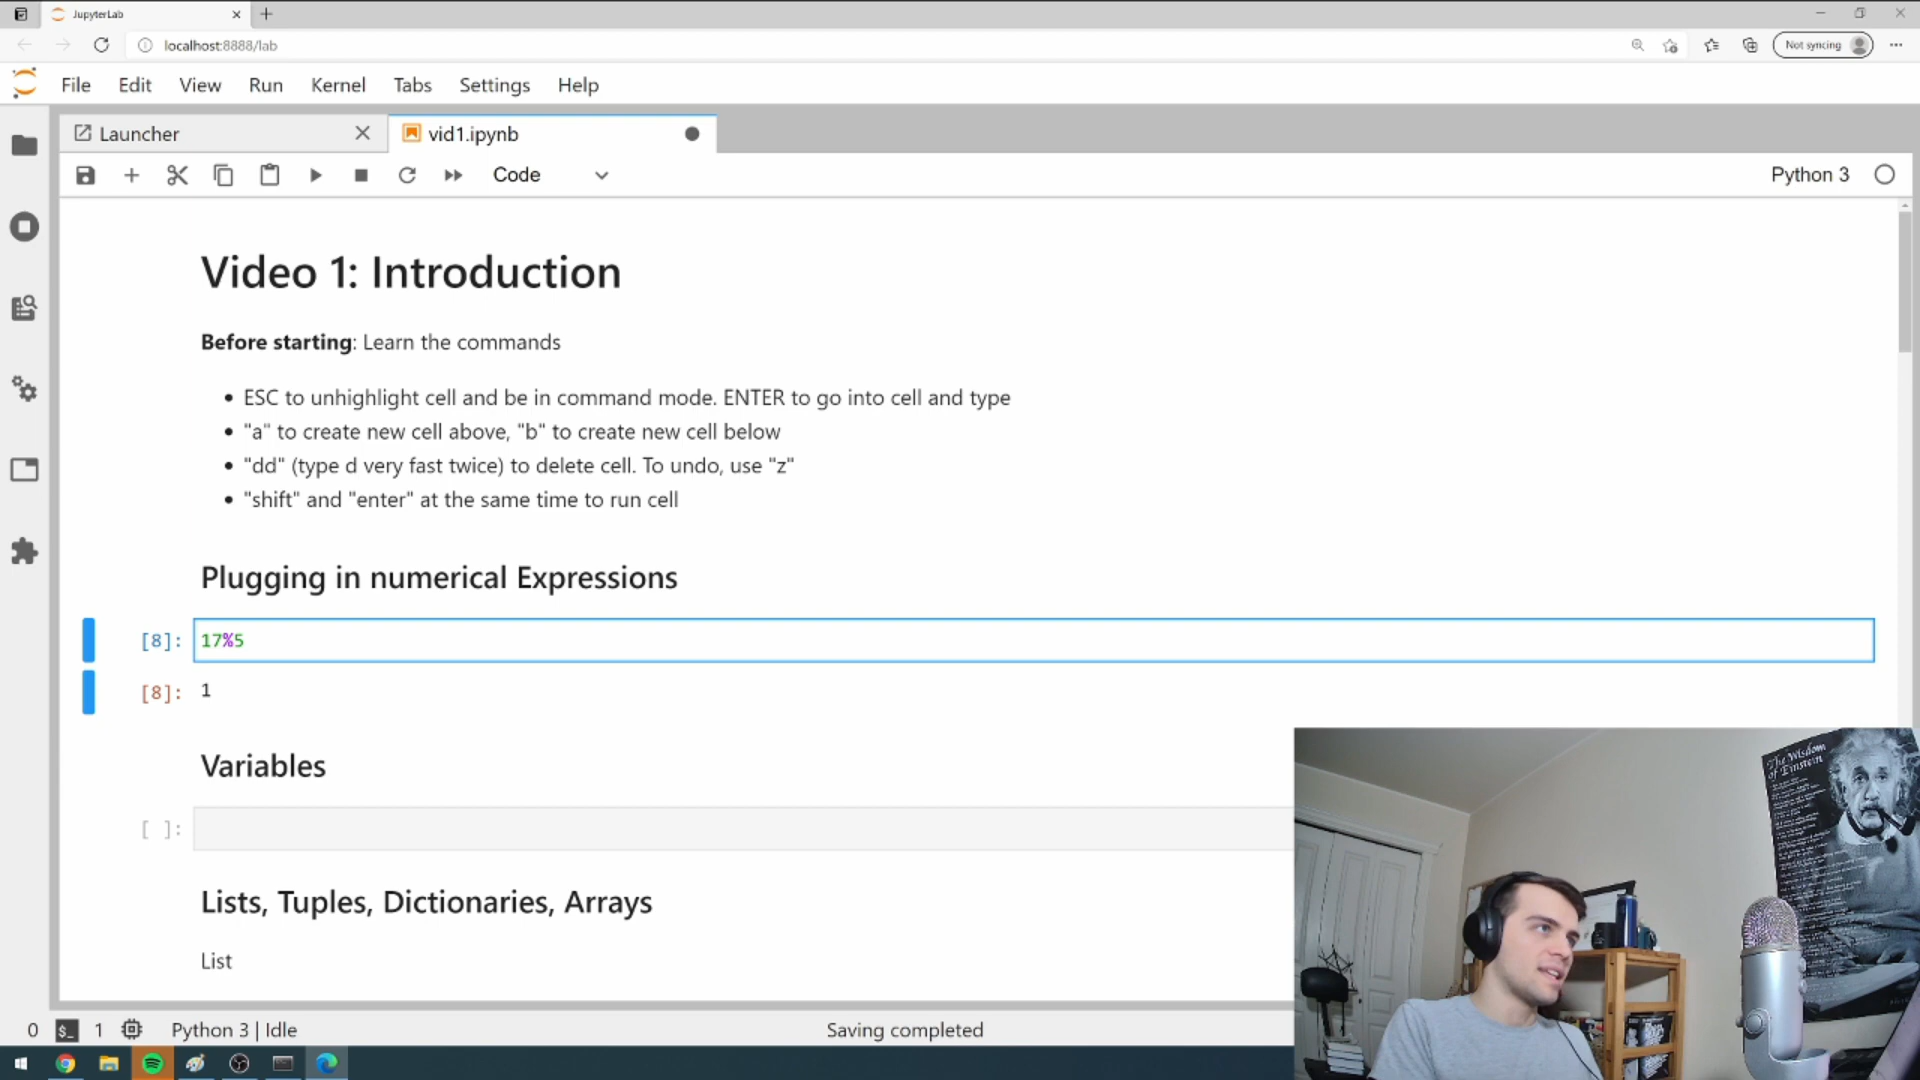 JupyterLab
localhost:8888/lab
Not syncing
File Edit View Run Kernel Tabs Settings Help
Launcher
vid1.ipynb
Code
Python 3
Video 1: Introduction
Before starting: Learn the commands
• ESC to unhighlight cell and be in command mode. ENTER to go into cell and type
• "a" to create new cell above, "b" to create new cell below
• "dd" (type d very fast twice) to delete cell. To undo, use "z"
• "shift" and "enter" at the same time to run cell
Plugging in numerical Expressions
[8]: 17%5
[8]: 1
Variables
[ ]:
Lists, Tuples, Dictionaries, Arrays
List
The Wisdom
of Einstein
0 $_ 1 Python 3 | Idle Saving completed